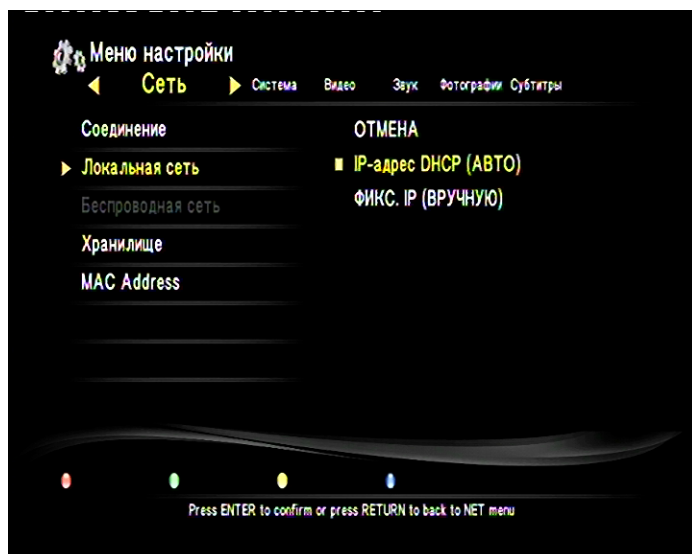 Меню настройки
Сеть Система Видео Звук Фотографии Субтитры
Соединение ОТМЕНА
Локальная сеть IP-адрес DHCP (АВТО)
Беспроводная сеть ФИКС. IP (ВРУЧНУЮ)
Хранилище
MAC Address
Press ENTER to confirm or press RETURN to back to NET menu